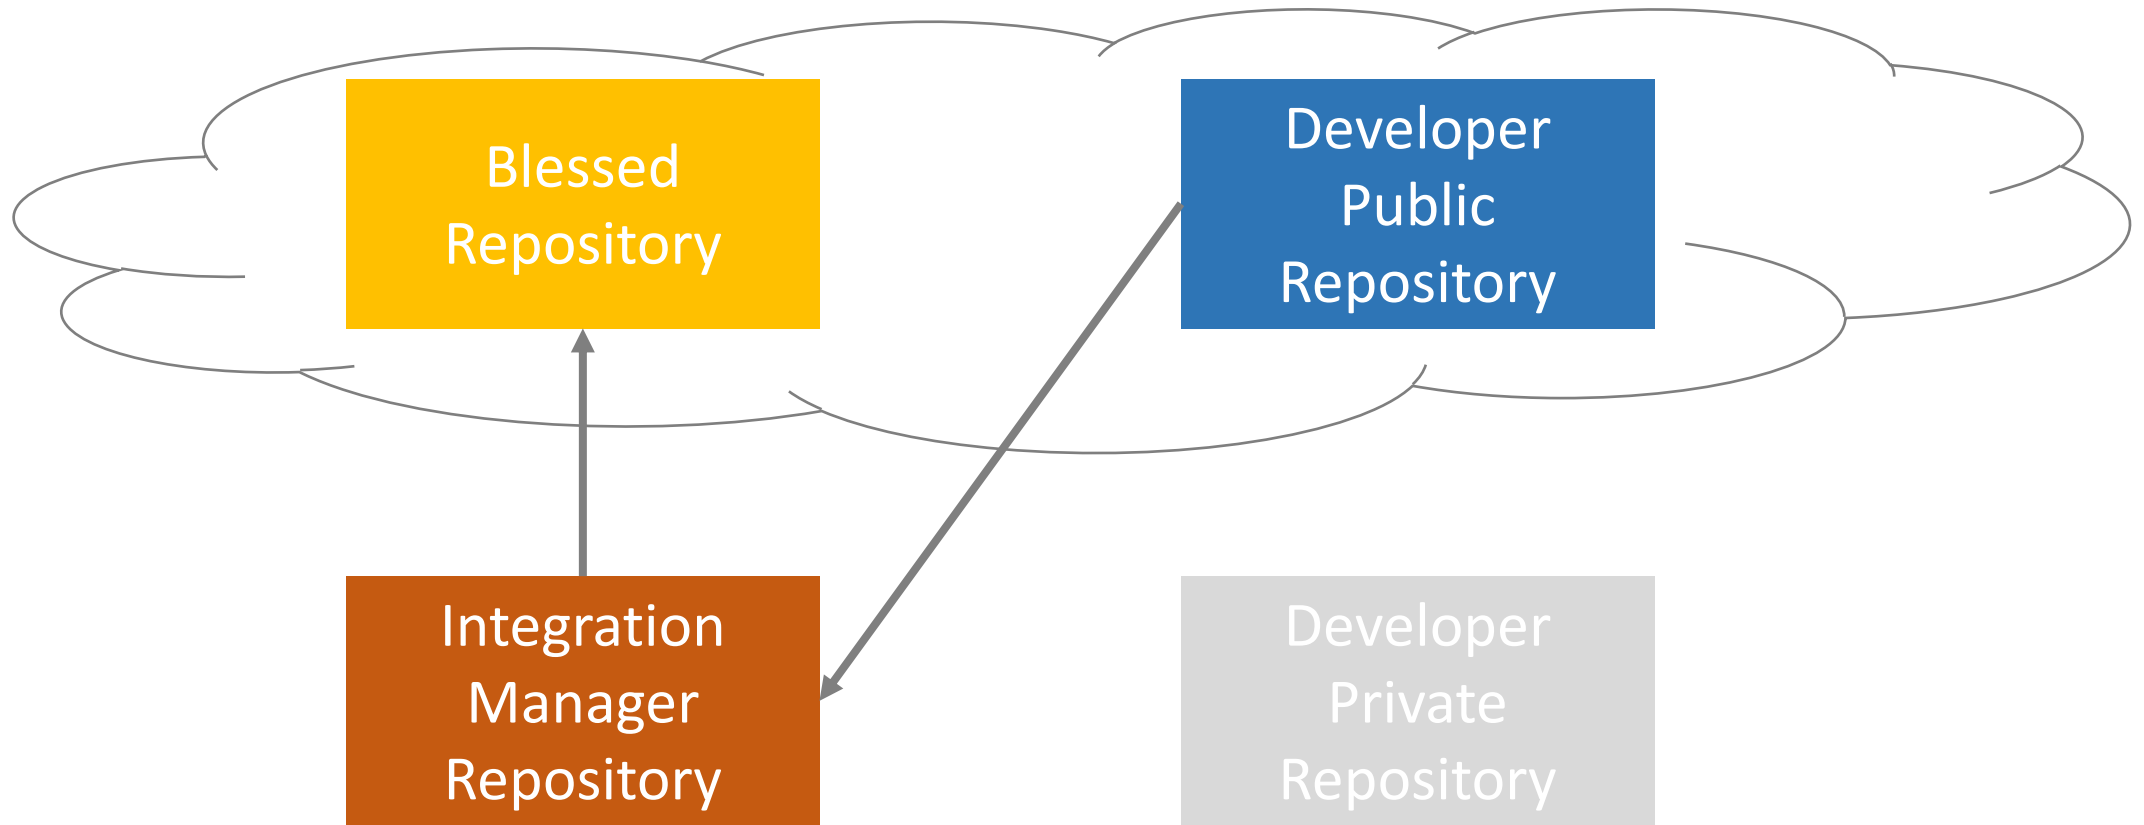 Blessed
Repository
Developer
Public
Repository
Integration
Manager
Repository
Developer
Private
Repository